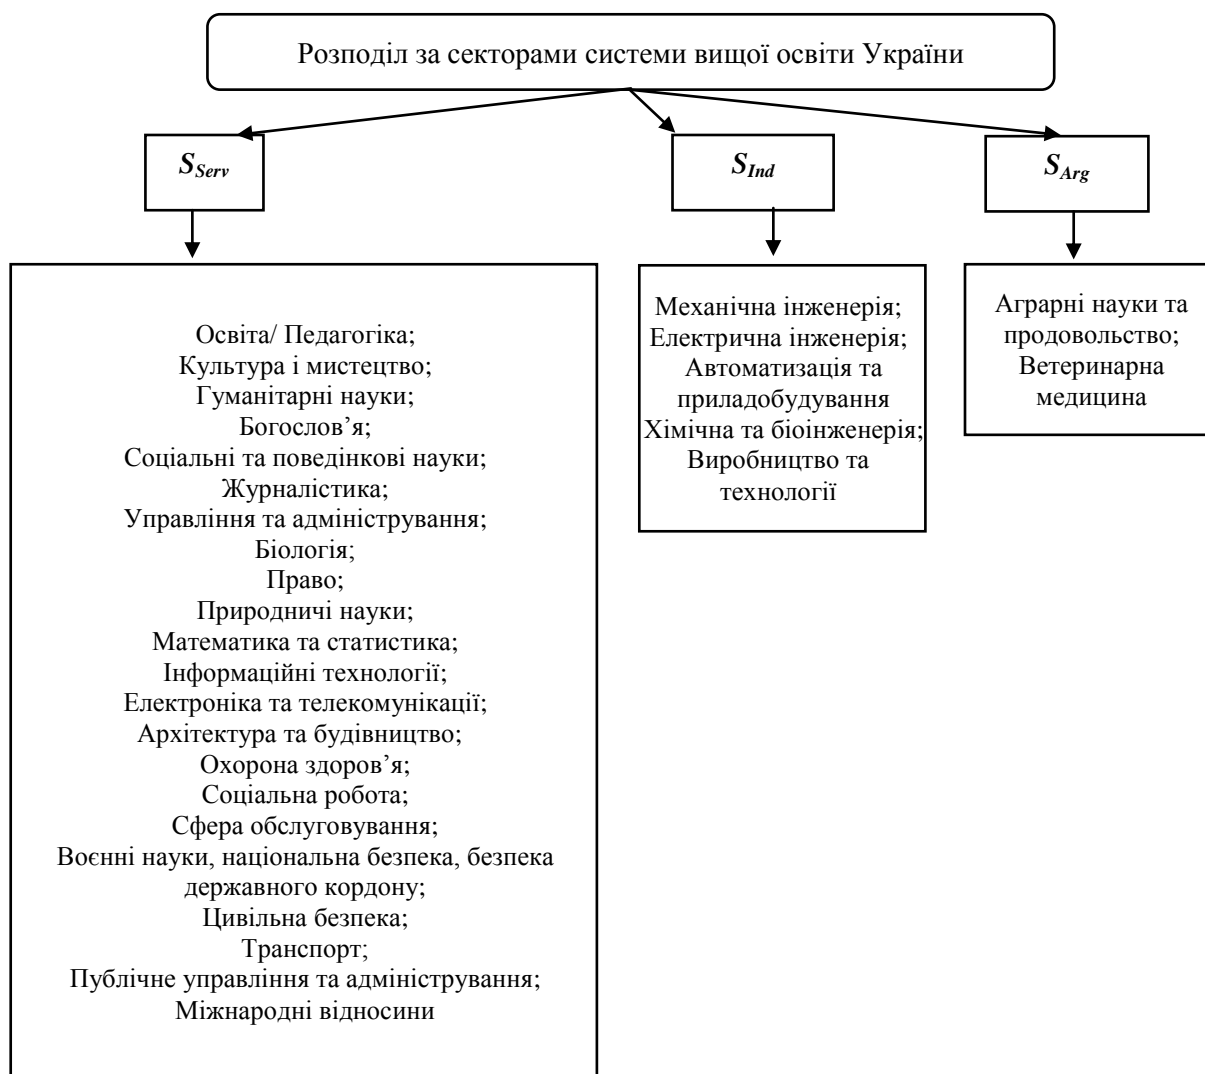 Розподіл за секторами системи вищої освіти України
S_Serv
S_Ind
S_Arg
Освіта/ Педагогіка;
Культура і мистецтво;
Гуманітарні науки;
Богослов’я;
Соціальні та поведінкові науки;
Журналістика;
Управління та адміністрування;
Біологія;
Право;
Природничі науки;
Математика та статистика;
Інформаційні технології;
Електроніка та телекомунікації;
Архітектура та будівництво;
Охорона здоров’я;
Соціальна робота;
Сфера обслуговування;
Воєнні науки, національна безпека, безпека
державного кордону;
Цивільна безпека;
Транспорт;
Публічне управління та адміністрування;
Міжнародні відносини
Механічна інженерія;
Електрична інженерія;
Автоматизація та
приладобудування
Хімічна та біоінженерія;
Виробництво та
технології
Аграрні науки та
продовольство;
Ветеринарна
медицина